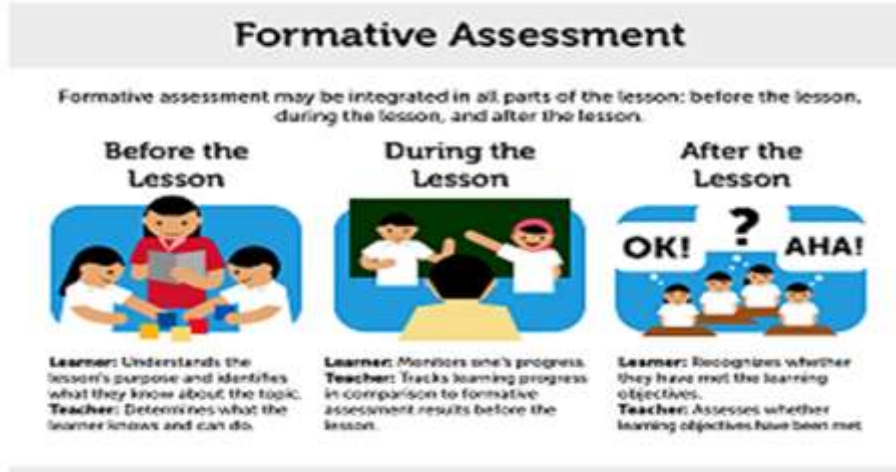 Formative Assessment
Formative assessment may be integrated in all parts of the lesson: before the lesson,
during the lesson, and after the lesson.
Before the
Lesson
Learner: Understands the
lesson's purpose and identifies
what they know about the topic.
Teacher: Determines what the
learner knows and can do.
During the
Lesson
Learner: Monitors one's progress.
Teacher: Tracks learning progress
in comparison to formative
assessment results before the
lesson.
After the
Lesson
OK!
?
AHA!
Learner: Recognizes whether
they have met the learning
objectives.
Teacher: Assesses whether
learning objectives have been met